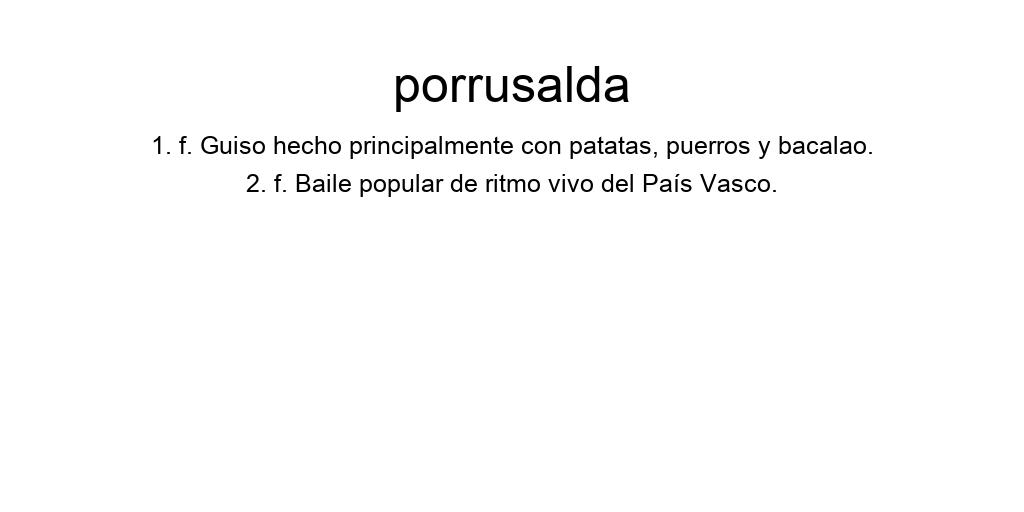 porrusalda
1. f. Guiso hecho principalmente con patatas, puerros y bacalao.
2. f. Baile popular de ritmo vivo del País Vasco.